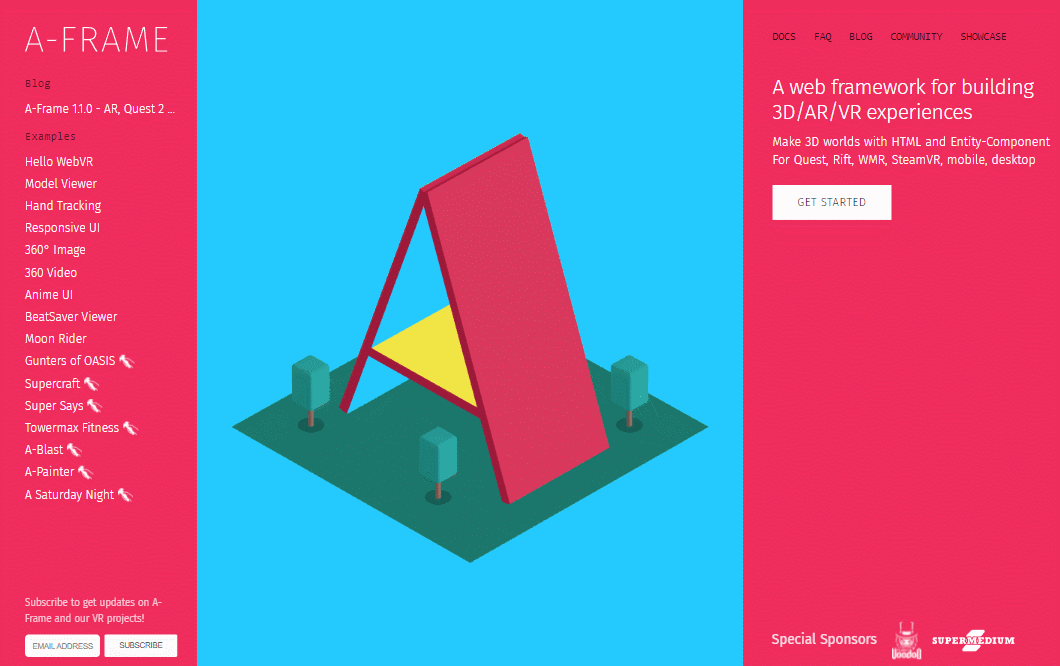 A-FRAME
Blog
A-Frame 1.1.0 - AR, Quest 2 ...
Examples
Hello WebVR
Model Viewer
Hand Tracking
Responsive UI
360° Image
360 Video
Anime UI
BeatSaver Viewer
Moon Rider
Gunters of OASIS
Supercraft
Super Says
Towermax Fitness
A-Blast
A-Painter
A Saturday Night
Subscribe to get updates on A-
Frame and our VR projects!
EMAIL ADDRESS
SUBSCRIBE
DOCS FAQ BLOG COMMUNITY SHOWCASE
A web framework for building
3D/AR/VR experiences
Make 3D worlds with HTML and Entity-Component
For Quest, Rift, WMR, SteamVR, mobile, desktop
GET STARTED
Special Sponsors
VoodoO
SUPERMEDIUM